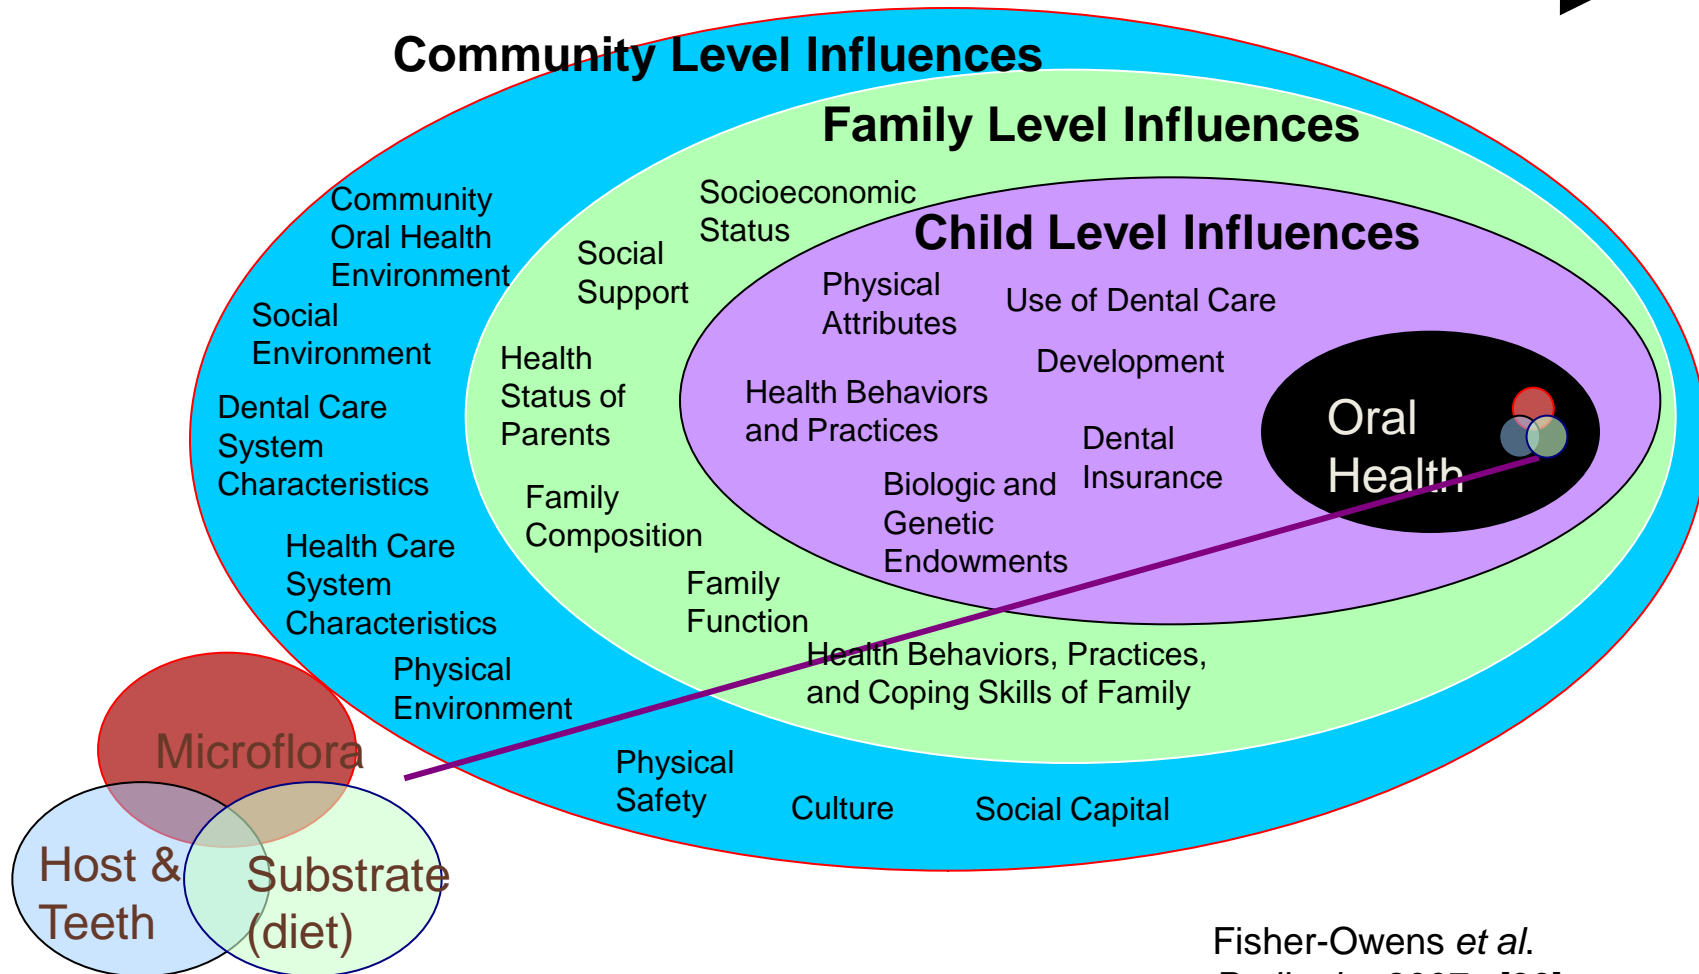 Community Level Influences
Family Level Influences
Child Level Influences
Community
Oral Health
Environment
Social
Environment
Dental Care
System
Characteristics
Health Care
System
Characteristics
Physical
Environment
Physical
Safety
Culture
Social Capital
Socioeconomic
Status
Social
Support
Health
Status of
Parents
Family
Composition
Family
Function
Health Behaviors, Practices,
and Coping Skills of Family
Physical
Attributes
Use of Dental Care
Development
Health Behaviors
and Practices
Dental
Insurance
Biologic and
Genetic
Endowments
Oral
Health
Microflora
Host &
Teeth
Substrate
(diet)
Fisher-Owens et al.